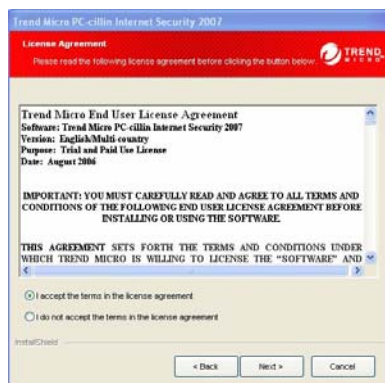 Trend Micro PC-cillin Internet Security 2007
License Agreement
Please read the following license agreement before clicking the button below.
TREND
MICRO
Trend Micro End User License Agreement
Software: Trend Micro PC-cillin Internet Security 2007
Version: English/Multi-country
Purpose: Trial and Paid Use License
Date: August 2006
IMPORTANT: YOU MUST CAREFULLY READ AND AGREE TO ALL TERMS AND
CONDITIONS OF THE FOLLOWING END USER LICENSE AGREEMENT BEFORE
INSTALLING OR USING THE SOFTWARE.
THIS AGREEMENT SETS FORTH THE TERMS AND CONDITIONS UNDER
WHICH TREND MICRO IS WILLING TO LICENSE THE "SOFTWARE" AND
I accept the terms in the license agreement
I do not accept the terms in the license agreement
InstallShield
< Back Next > Cancel